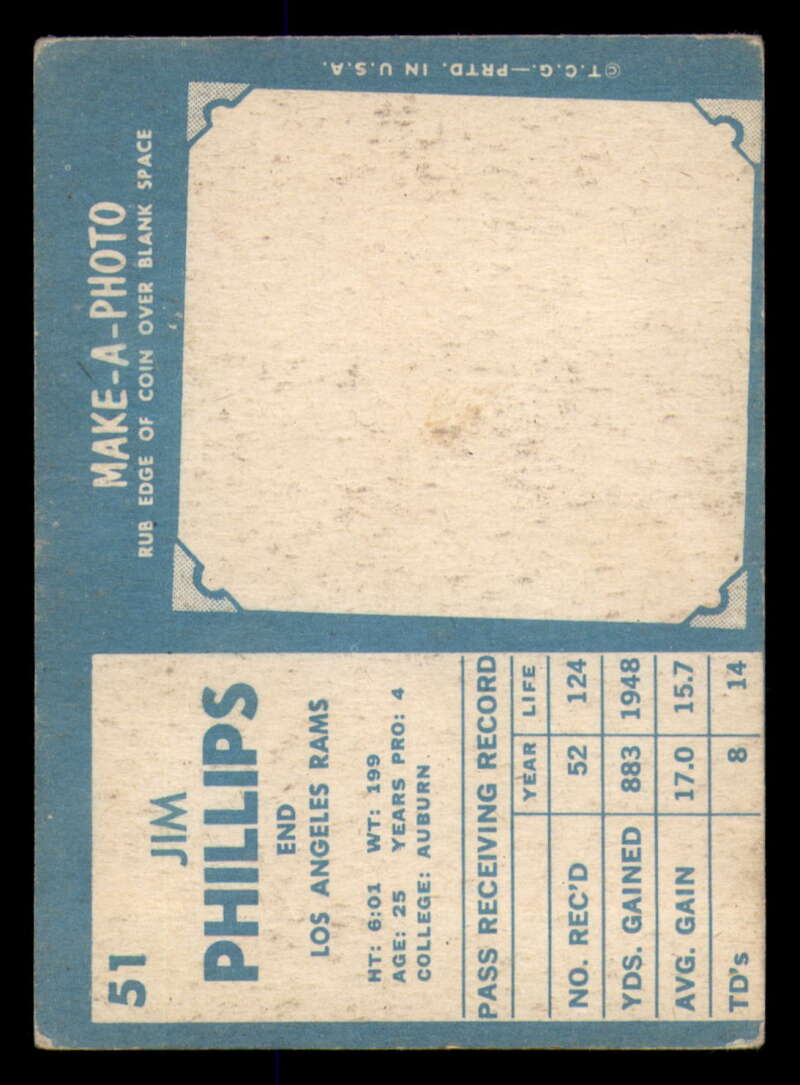 51
JIM
PHILLIPS
END
LOS ANGELES RAMS
HT: 6:01 WT: 199
AGE: 25 YEARS PRO: 4
COLLEGE: AUBURN
PASS RECEIVING RECORD
YEAR LIFE
NO. REC'D 52 124
YDS. GAINED 883 1948
AVG. GAIN 17.0 15.7
TD's 8 14
MAKE-A-PHOTO
RUB EDGE OF COIN OVER BLANK SPACE
©T.C.G.—PRTD. IN U.S.A.